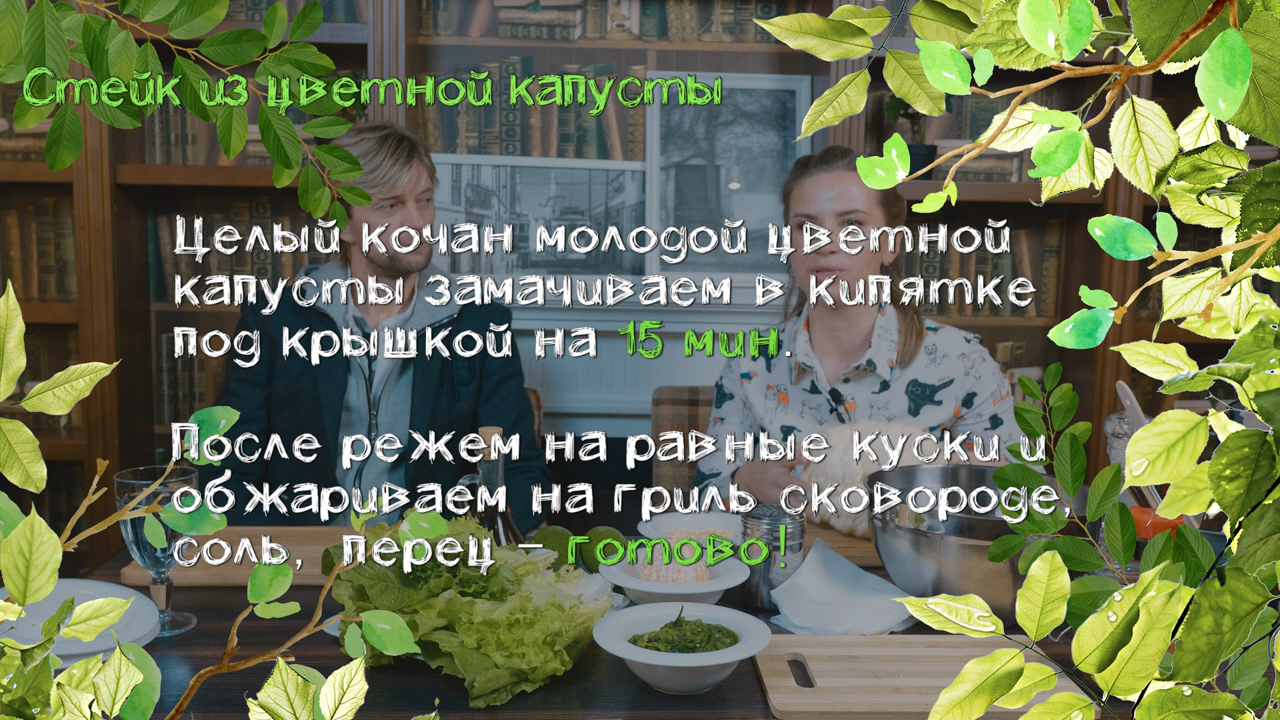 Стейк из цветной капусты
Целый кочан молодой цветной
капусты замачиваем в кипятке
под крышкой на 15 мин.
После режем на равные куски и
обжариваем на гриль сковороде,
соль, перец – готово!